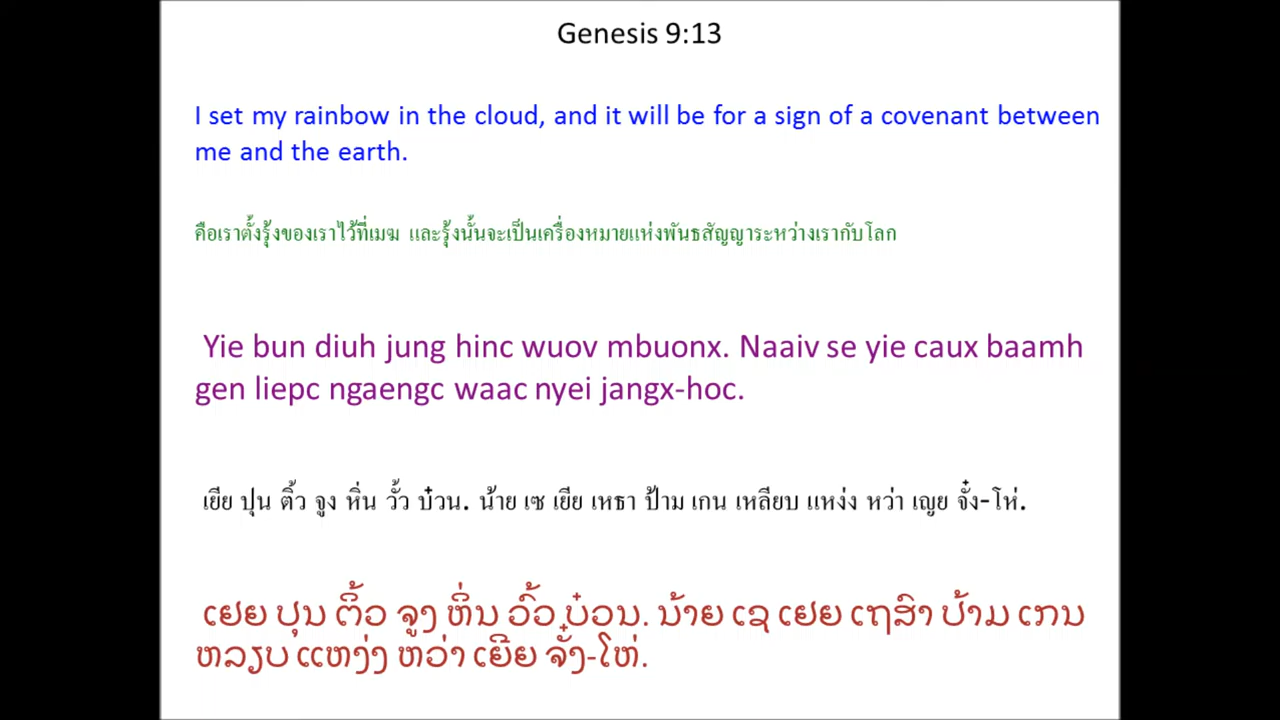 Genesis 9:13
I set my rainbow in the cloud, and it will be for a sign of a covenant between
me and the earth.
คือเราตั้งรุ้งของเราไว้ที่เมฆ และรุ้งนั้นจะเป็นเครื่องหมายแห่งพันธสัญญาระหว่างเรากับโลก
Yie bun diuh jung hinc wuov mbuonx. Naaiv se yie caux baamh
gen liepc ngaengc waac nyei jangx-hoc.
เยีย ปุน ติ้ว จูง หิ่น วั้ว บ๋วน. น้าย เซ เยีย เหธา ป้าม เกน เหลียบ แหง่ง หว่า เญย จั๋ง-โห่.
ເຢຍ ປຸນ ຕິ້ວ ຈູງ ຫິ່ນ ວົ້ວ ບ໋ວນ. ນ້າຍ ເຊ ເຢຍ ເຖສົາ ປ້າມ ເກນ
ຫລຽບ ແຫງ່ງ ຫວ່າ ເຍີຍ ຈັ໋ງ-ໂຫ່.